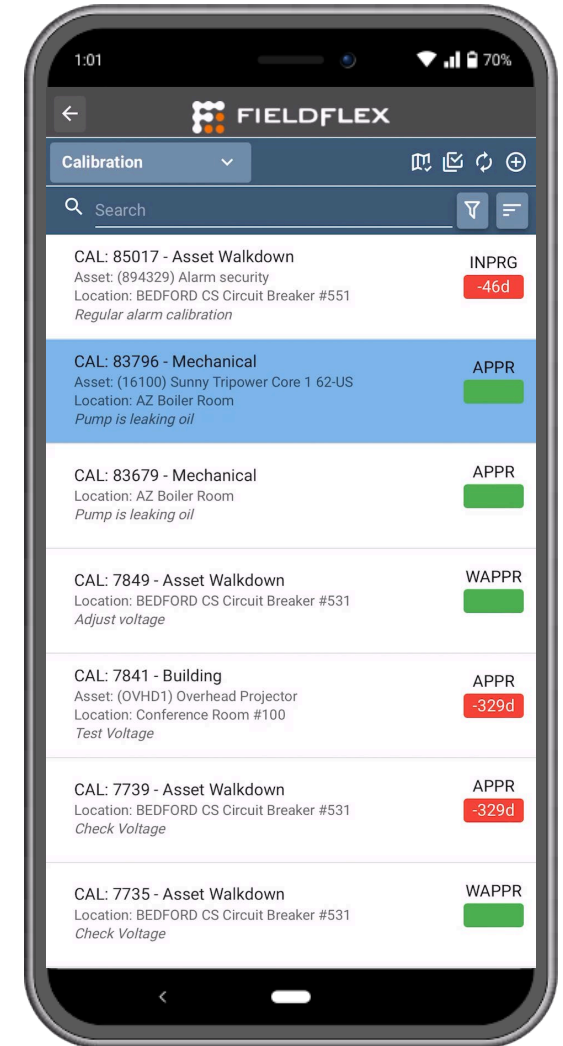 1:01
70%
FIELDFLEX
Calibration
Search
CAL: 85017 - Asset Walkdown
INPRG
Asset: (894329) Alarm security
-46d
Location: BEDFORD CS Circuit Breaker #551
Regular alarm calibration
CAL: 83796 - Mechanical
APPR
Asset: (16100) Sunny Tripower Core 1 62-US
Location: AZ Boiler Room
Pump is leaking oil
CAL: 83679 - Mechanical
APPR
Location: AZ Boiler Room
Pump is leaking oil
CAL: 7849 - Asset Walkdown
WAPPR
Location: BEDFORD CS Circuit Breaker #531
Adjust voltage
CAL: 7841 - Building
APPR
Asset: (OVHD1) Overhead Projector
-329d
Location: Conference Room #100
Test Voltage
CAL: 7739 - Asset Walkdown
APPR
Location: BEDFORD CS Circuit Breaker #531
-329d
Check Voltage
CAL: 7735 - Asset Walkdown
WAPPR
Location: BEDFORD CS Circuit Breaker #531
Check Voltage